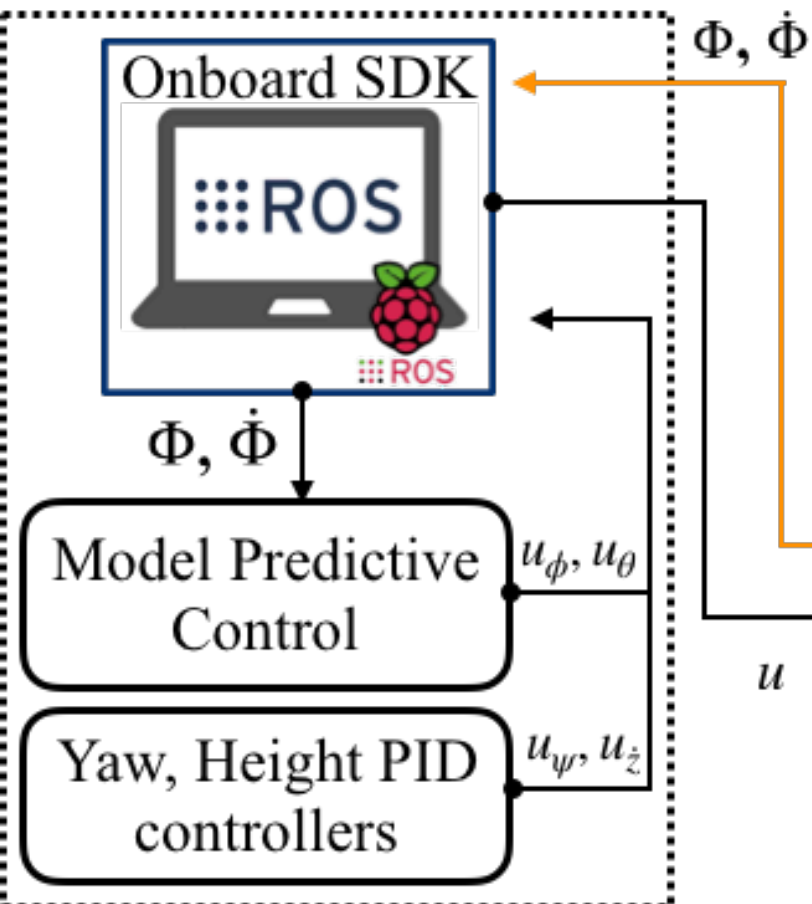 Φ, Φ̇
Onboard SDK
ROS
ROS
Φ, Φ̇
Model Predictive
Control
u_ϕ, u_θ
u
Yaw, Height PID
controllers
u_ψ, u_ż